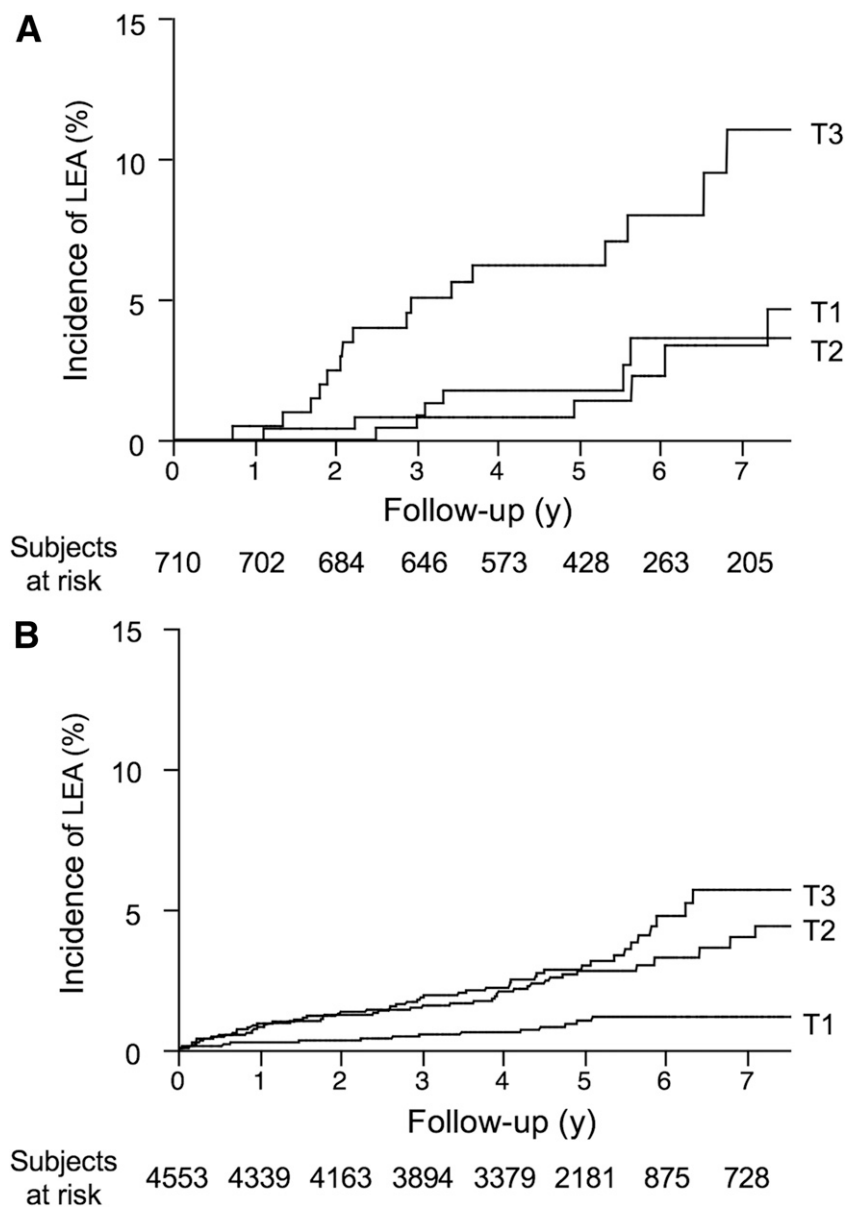 A
Incidence of LEA (%)
15
10
5
0
T3
T1
T2
0 1 2 3 4 5 6 7
Follow-up (y)
Subjects
at risk
710 702 684 646 573 428 263 205
B
Incidence of LEA (%)
15
10
5
0
T3
T2
T1
0 1 2 3 4 5 6 7
Follow-up (y)
Subjects
at risk
4553 4339 4163 3894 3379 2181 875 728